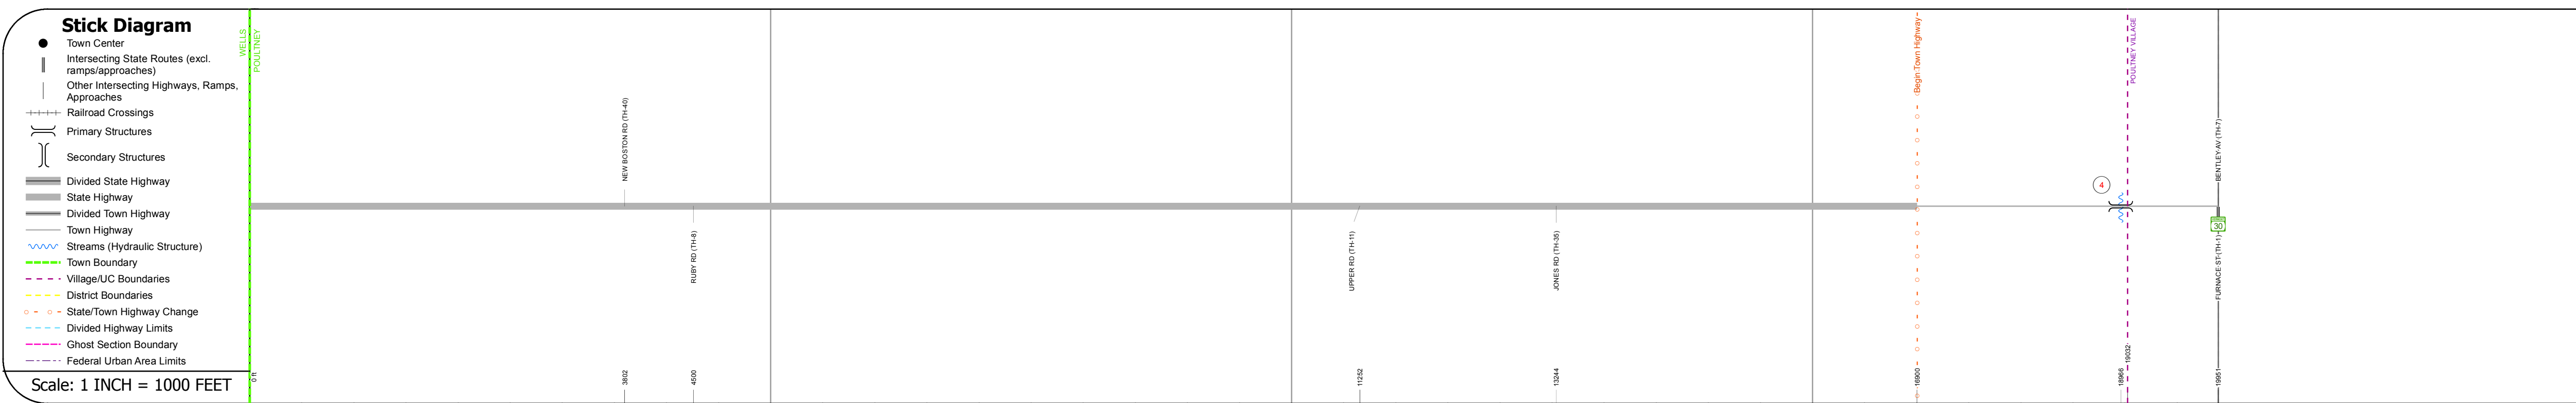 Stick Diagram
Town Center
Intersecting State Routes (excl.
ramps/approaches)
Other Intersecting Highways, Ramps,
Approaches
Railroad Crossings
Primary Structures
Secondary Structures
Divided State Highway
State Highway
Divided Town Highway
Town Highway
Streams (Hydraulic Structure)
Town Boundary
Village/UC Boundaries
District Boundaries
State/Town Highway Change
Divided Highway Limits
Ghost Section Boundary
Federal Urban Area Limits
Scale: 1 INCH = 1000 FEET
WELLS
POULTNEY
0 ft
NEW BOSTON RD (TH-40)
3802
RUBY RD (TH-8)
4500
UPPER RD (TH-11)
11252
JONES RD (TH-35)
13244
Begin Town Highway
16900
4
18966
POULTNEY VILLAGE
19032
BENTLEY AV (TH-7)
30
FURNACE ST (TH-1)
19951